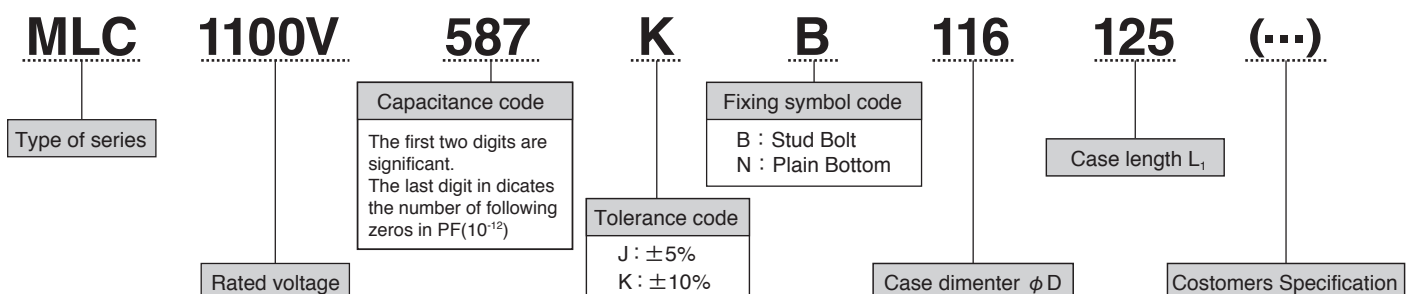 MLC 1100V 587 K B 116 125 (···)
Type of series
Rated voltage
Capacitance code
The first two digits are
significant.
The last digit in dicates
the number of following
zeros in PF(10⁻¹²)
Tolerance code
J : ±5%
K : ±10%
Fixing symbol code
B : Stud Bolt
N : Plain Bottom
Case dimenter φD
Case length L₁
Costomers Specification